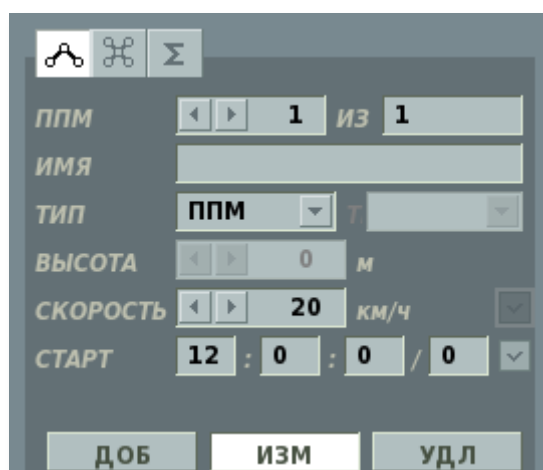 Σ
ППМ 1 ИЗ 1
ИМЯ
ТИП ППМ Т
ВЫСОТА 0 М
СКОРОСТЬ 20 КМ/Ч
СТАРТ 12 : 0 : 0 / 0
ДОБ ИЗМ УДЛ